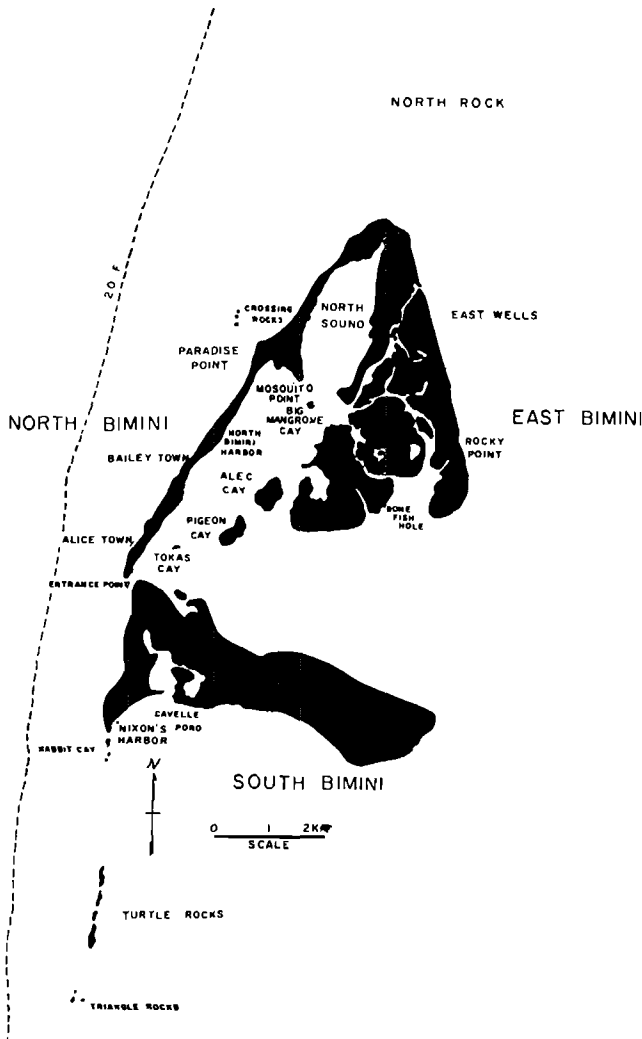 NORTH ROCK
20 F
CROSSING
ROCKS
NORTH
SOUND
EAST WELLS
PARADISE
POINT
MOSQUITO
POINT
BIG
MANGROVE
CAY
NORTH BIMINI
EAST BIMINI
NORTH
BIMINI
HARBOR
ROCKY
POINT
BAILEY TOWN
ALEC
CAY
BONE
FISH
HOLE
PIGEON
CAY
ALICE TOWN
TOKAS
CAY
ENTRANCE POINT
CAVELLE
POND
NIXON'S
HARBOR
RABBIT CAY
N
SOUTH BIMINI
0 1 2KM
SCALE
TURTLE ROCKS
TRIANGLE ROCKS